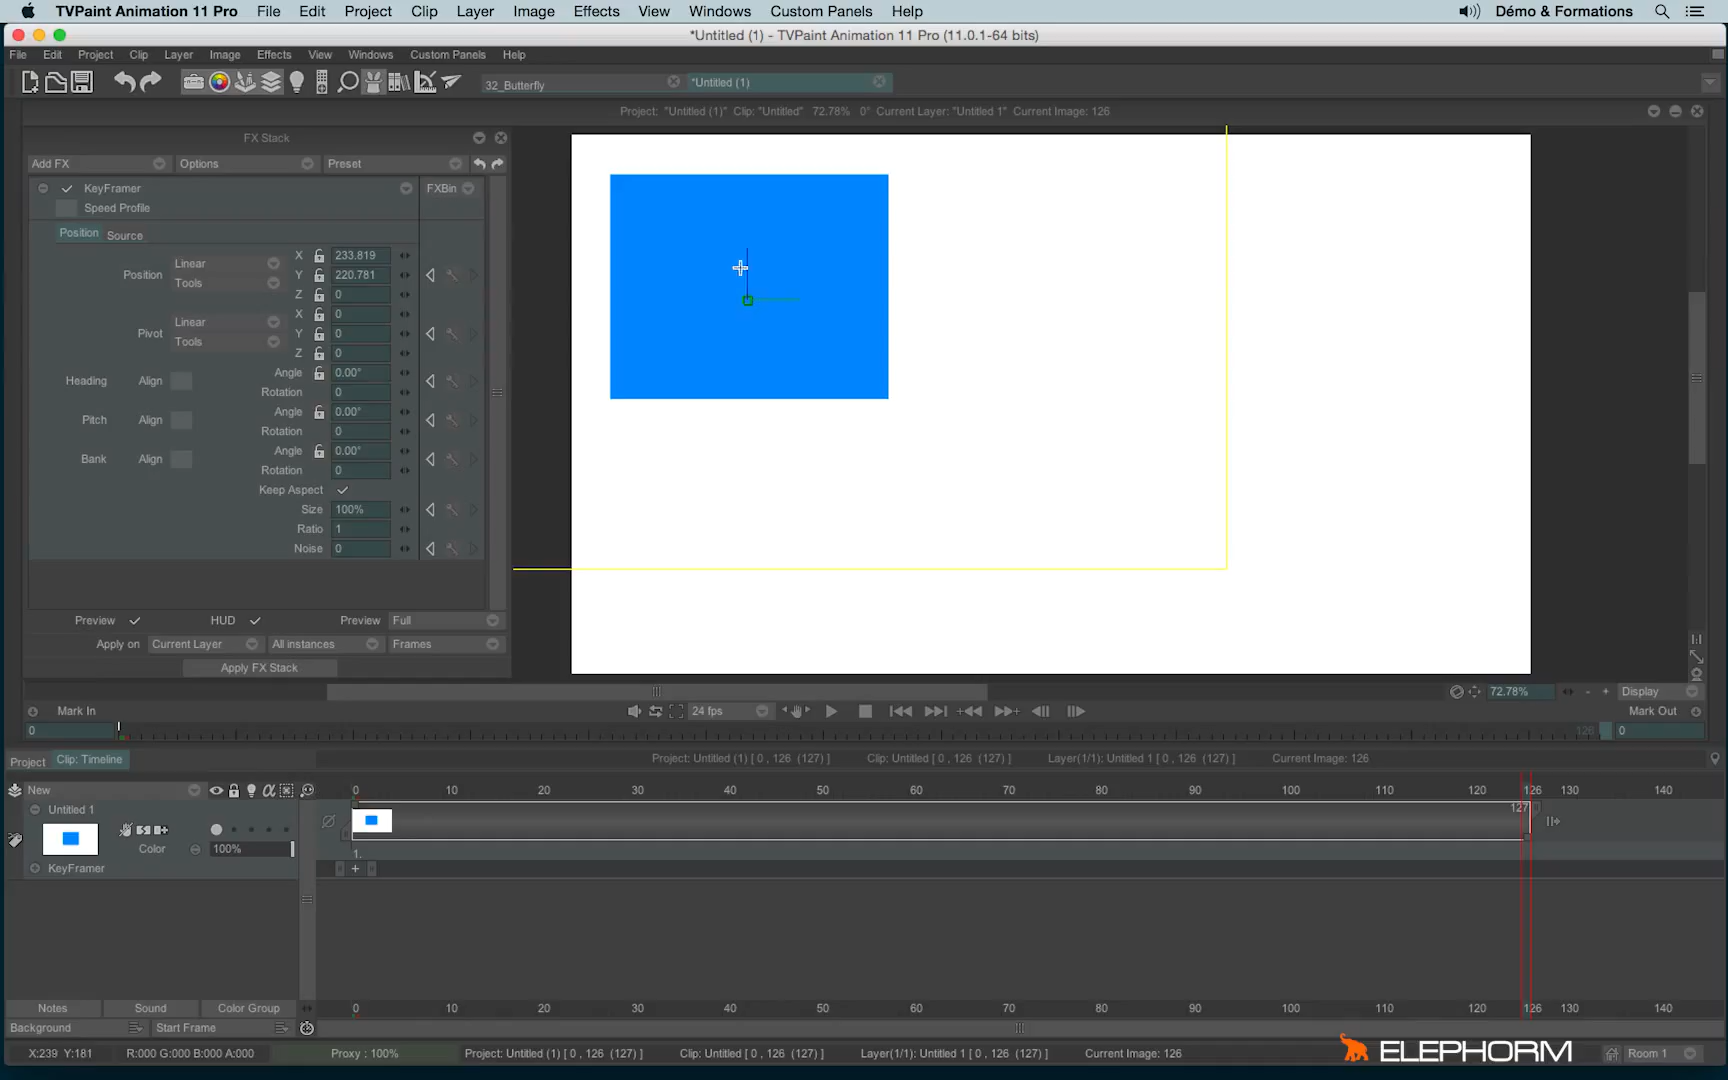 TVPaint Animation 11 Pro File Edit Project Clip Layer Image Effects View Windows Custom Panels Help Démo & Formations
*Untitled (1) - TVPaint Animation 11 Pro (11.0.1-64 bits)
File Edit Project Clip Layer Image Effects View Windows Custom Panels Help
32_Butterfly *Untitled (1)
Project: "Untitled (1)" Clip: "Untitled" 72.78% 0° Current Layer: "Untitled 1" Current Image: 126
FX Stack
Add FX Options Preset
KeyFramer FXBin
Speed Profile
Position Source
Linear X 233.819
Position Y 220.781
Tools
Z 0
Linear X 0
Pivot Y 0
Tools
Z 0
Heading Align Angle 0.00°
Rotation 0
Pitch Align Angle 0.00°
Rotation 0
Bank Align Angle 0.00°
Rotation 0
Keep Aspect
Size 100%
Ratio 1
Noise 0
Preview HUD Preview Full
Apply on Current Layer All instances Frames
Apply FX Stack
72.78% - + Display
Mark In 24 fps Mark Out
0 126 0
Project Clip: Timeline Project: Untitled (1) [ 0 , 126 (127) ] Clip: Untitled [ 0 , 126 (127) ] Layer(1/1): Untitled 1 [ 0 , 126 (127) ] Current Image: 126
New 0 10 20 30 40 50 60 70 80 90 100 110 120 126 130 140
Untitled 1 127
Color 100%
1.
KeyFramer
Notes Sound Color Group 0 10 20 30 40 50 60 70 80 90 100 110 120 126 130 140
Background Start Frame
X:239 Y:181 R:000 G:000 B:000 A:000 Proxy : 100% Project: Untitled (1) [ 0 , 126 (127) ] Clip: Untitled [ 0 , 126 (127) ] Layer(1/1): Untitled 1 [ 0 , 126 (127) ] Current Image: 126 Room 1
ELEPHORM